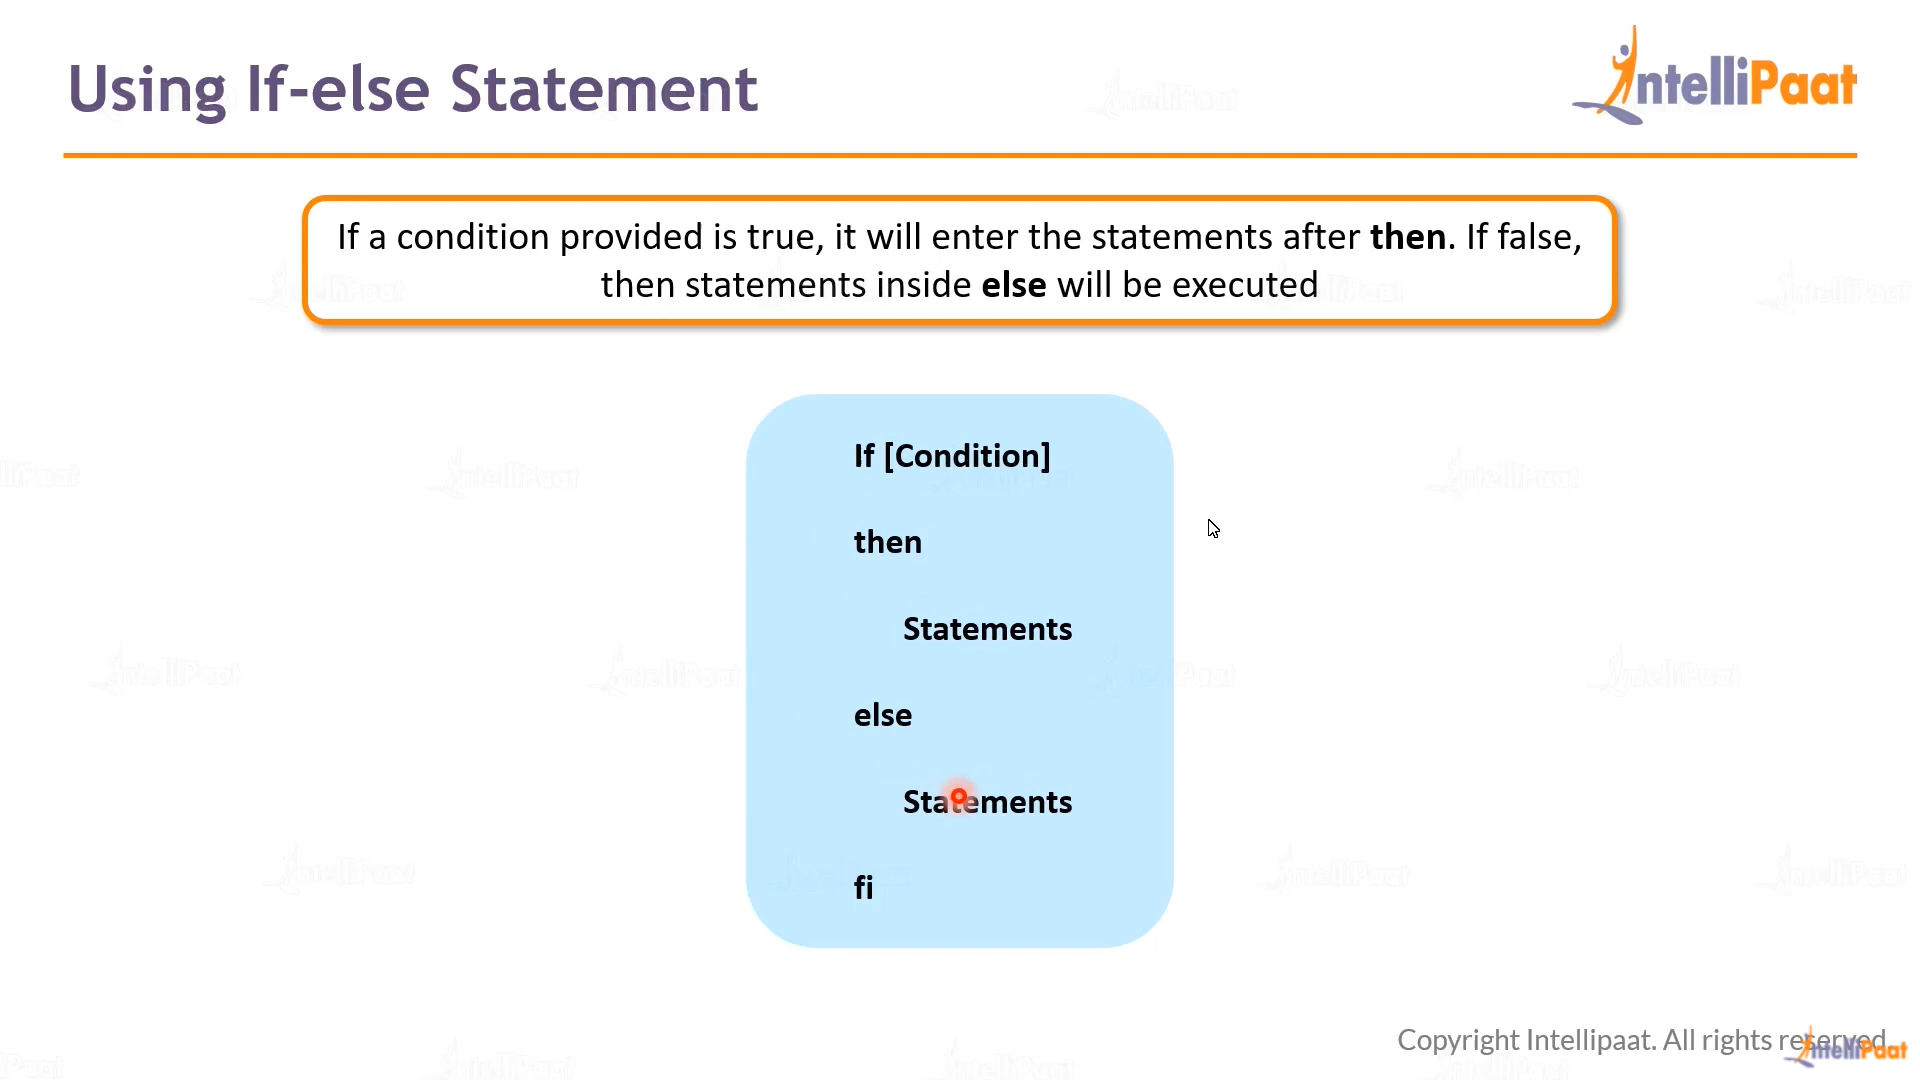 Using If-else Statement
IntelliPaat
If a condition provided is true, it will enter the statements after then. If false,
then statements inside else will be executed
If [Condition]
then
Statements
else
Statements
fi
Copyright Intellipaat. All rights reserved.
IntelliPaat